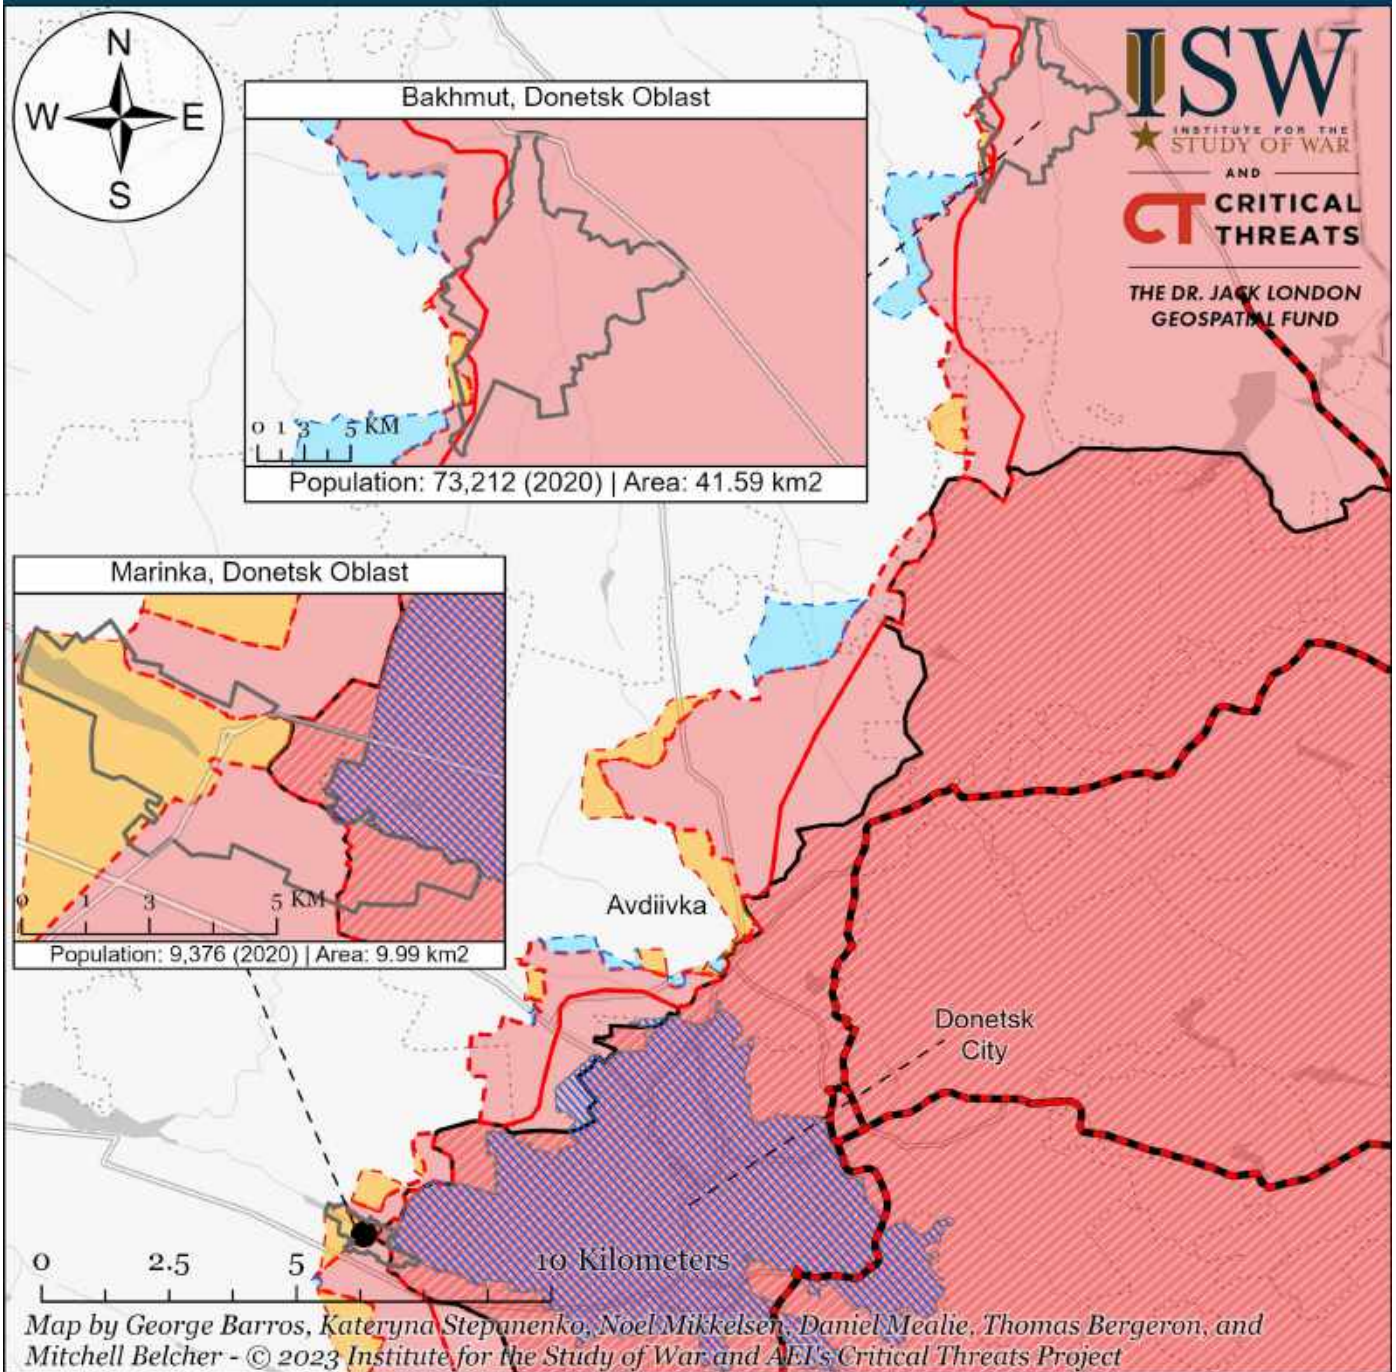 N
W E
S
ISW
INSTITUTE FOR THE
STUDY OF WAR
AND
CT CRITICAL
THREATS
THE DR. JACK LONDON
GEOSPATIAL FUND
Bakhmut, Donetsk Oblast
0 1 3 5 KM
Population: 73,212 (2020) | Area: 41.59 km2
Marinka, Donetsk Oblast
0 1 3 5 KM
Population: 9,376 (2020) | Area: 9.99 km2
Avdiivka
Donetsk
City
0 2.5 5 10 Kilometers
Map by George Barros, Kateryna Stepanenko, Noel Mikkelsen, Daniel Mealie, Thomas Bergeron, and
Mitchell Belcher - © 2023 Institute for the Study of War and AEI's Critical Threats Project